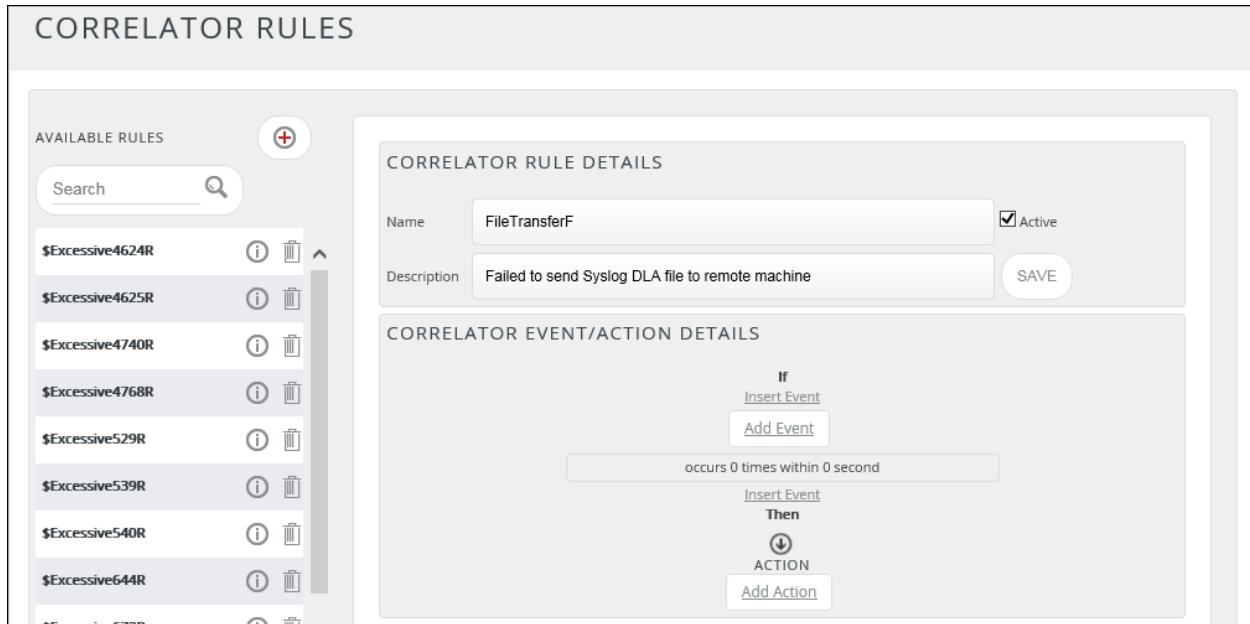 CORRELATOR RULES
AVAILABLE RULES
Search
$Excessive4624R
$Excessive4625R
$Excessive4740R
$Excessive4768R
$Excessive529R
$Excessive539R
$Excessive540R
$Excessive644R
CORRELATOR RULE DETAILS
Name FileTransferF Active
Description Failed to send Syslog DLA file to remote machine SAVE
CORRELATOR EVENT/ACTION DETAILS
If
Insert Event
Add Event
occurs 0 times within 0 second
Insert Event
Then
ACTION
Add Action